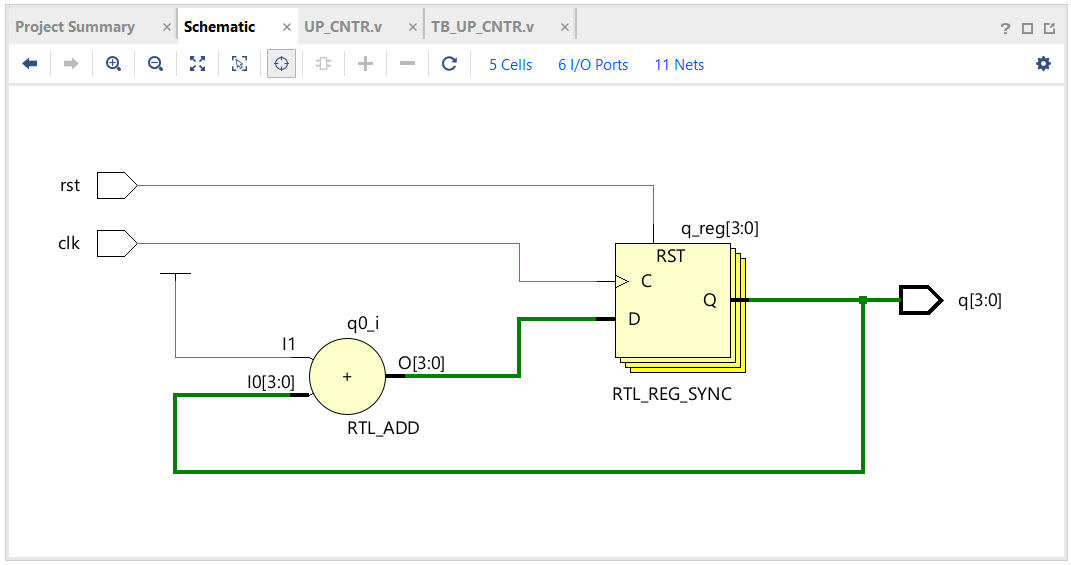 Project Summary × Schematic × UP_CNTR.v × TB_UP_CNTR.v ×
5 Cells 6 I/O Ports 11 Nets
rst
clk
q_reg[3:0]
RST
C
Q
D
q[3:0]
RTL_REG_SYNC
q0_i
I1
I0[3:0]
+
O[3:0]
RTL_ADD